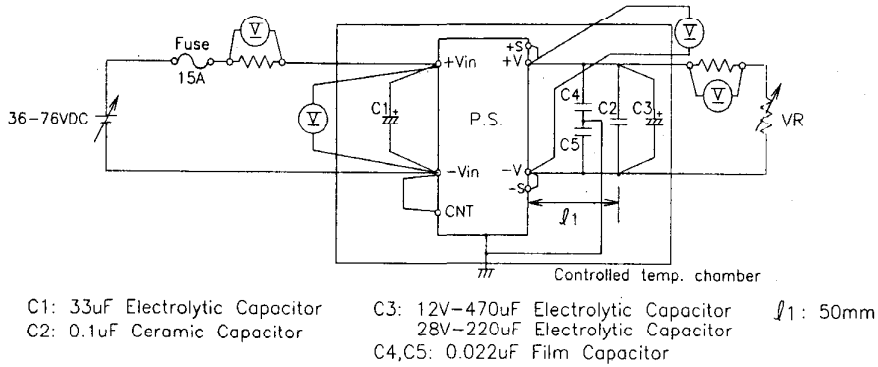 Fuse
15A
V
36-76VDC
V
C1
+
+Vin
-Vin
CNT
P.S.
+S
+V
-V
-S
C4
C5
C2
C3
+
ℓ1
V
V
VR
Controlled temp. chamber
C1: 33uF Electrolytic Capacitor
C2: 0.1uF Ceramic Capacitor
C3: 12V-470uF Electrolytic Capacitor
28V-220uF Electrolytic Capacitor
C4,C5: 0.022uF Film Capacitor
ℓ1: 50mm